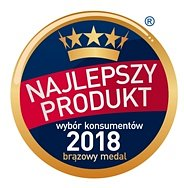 ®
NAJLEPSZY
PRODUKT
wybór konsumentów
2018
brązowy medal